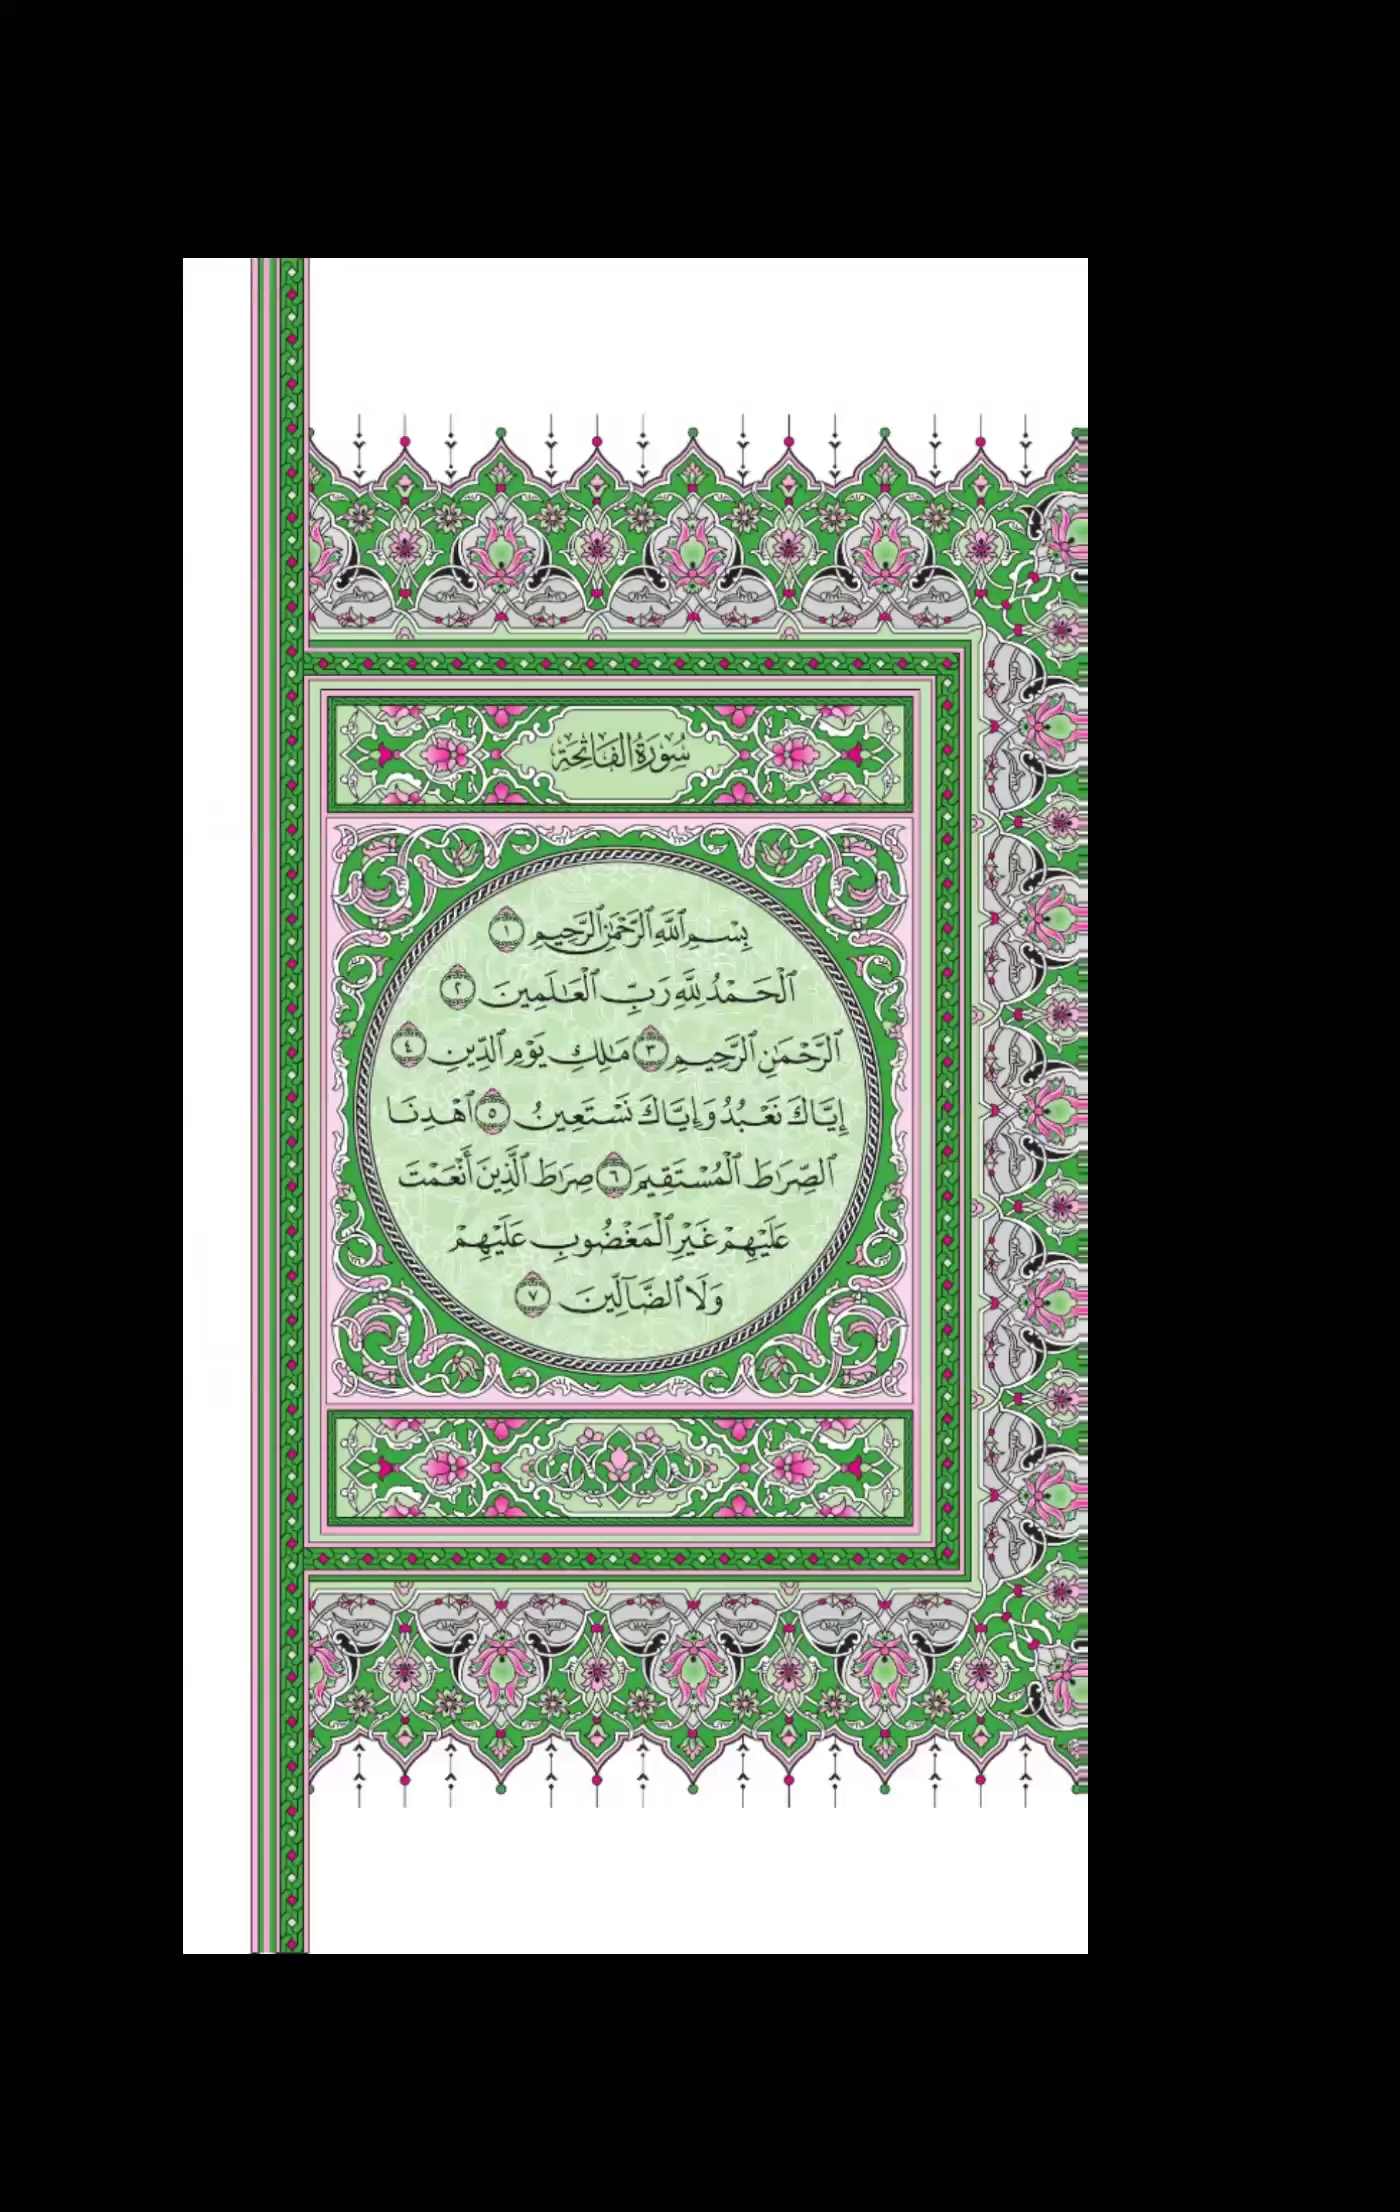 سُورَةُ الفَاتِحَةِ
بِسْمِ ٱللَّهِ ٱلرَّحْمَٰنِ ٱلرَّحِيمِ ١
ٱلْحَمْدُ لِلَّهِ رَبِّ ٱلْعَٰلَمِينَ ٢
ٱلرَّحْمَٰنِ ٱلرَّحِيمِ ٣ مَٰلِكِ يَوْمِ ٱلدِّينِ ٤
إِيَّاكَ نَعْبُدُ وَإِيَّاكَ نَسْتَعِينُ ٥ ٱهْدِنَا
ٱلصِّرَٰطَ ٱلْمُسْتَقِيمَ ٦ صِرَٰطَ ٱلَّذِينَ أَنْعَمْتَ
عَلَيْهِمْ غَيْرِ ٱلْمَغْضُوبِ عَلَيْهِمْ
وَلَا ٱلضَّآلِّينَ ٧